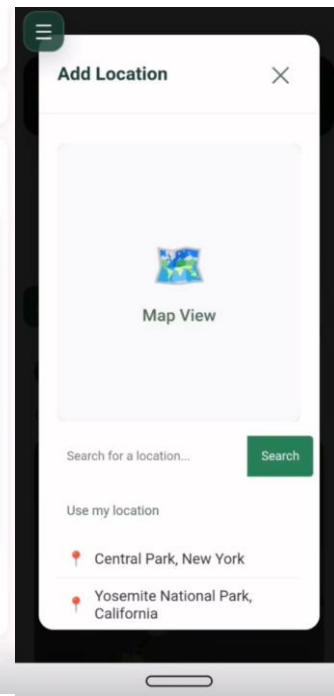 Add Location
Map View
Search for a location...
Search
Use my location
Central Park, New York
Yosemite National Park,
California